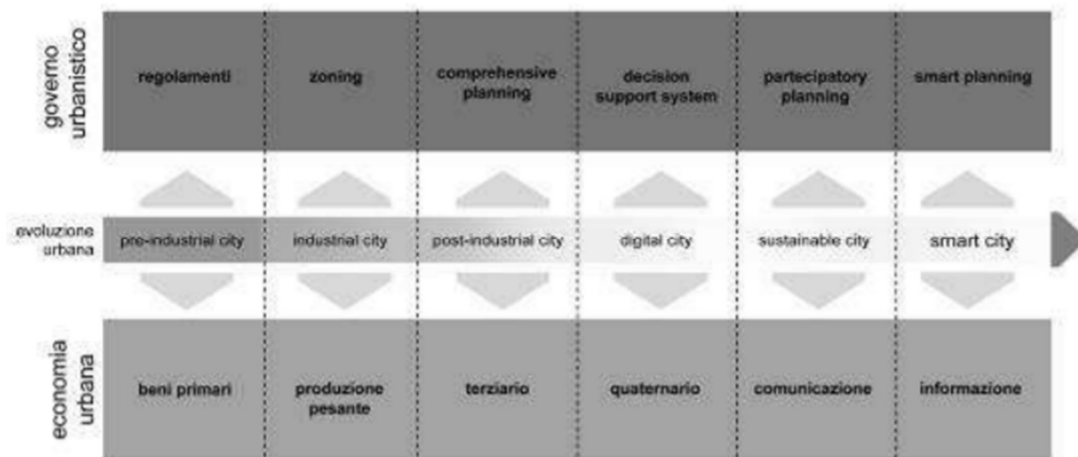 governo
urbanistico
regolamenti
zoning
comprehensive
planning
decision
support system
partecipatory
planning
smart planning
evoluzione
urbana
pre-industrial city
industrial city
post-industrial city
digital city
sustainable city
smart city
economia
urbana
beni primari
produzione
pesante
terziario
quaternario
comunicazione
informazione